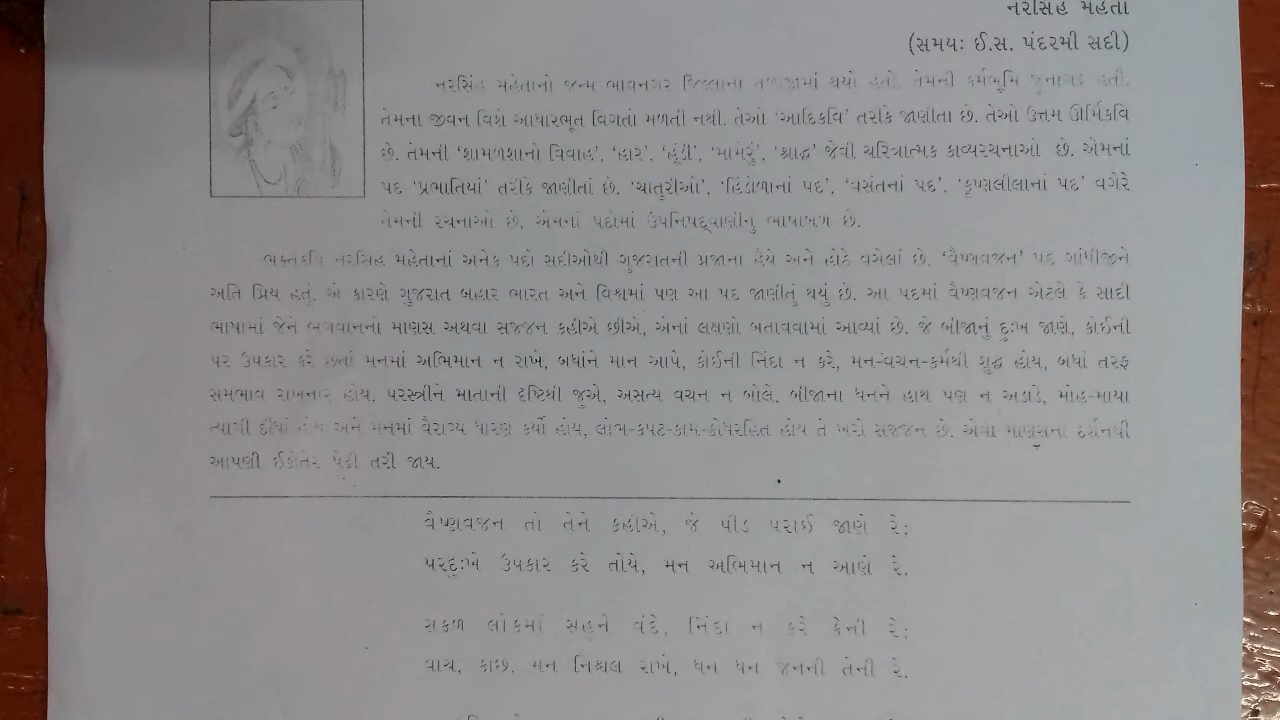 નરસિંહ મહેતા
(સમયઃ ઈ.સ. પંદરમી સદી)
નરસિંહ મહેતાનો જન્મ ભાવનગર જિલ્લાના તળાજામાં થયો હતો. તેમની કર્મભૂમિ જૂનાગઢ હતી.
તેમના જીવન વિશે આધારભૂત વિગતો મળતી નથી. તેઓ ‘આદિકવિ’ તરીકે જાણીતા છે. તેઓ ઉત્તમ ઊર્મિકવિ
છે. તેમની ‘શામળશાનો વિવાહ’, ‘હાર’, ‘હૂંડી’, ‘મામેરું’, ‘શ્રાદ્ધ’ જેવી ચરિત્રાત્મક કાવ્યરચનાઓ છે. એમનાં
પદ ‘પ્રભાતિયાં’ તરીકે જાણીતાં છે. ‘ચાતુરીઓ’, ‘હિંડોળાનાં પદ’, ‘વસંતનાં પદ’, ‘કૃષ્ણલીલાનાં પદ’ વગેરે
તેમની રચનાઓ છે. એમનાં પદોમાં ઉપનિષદ્‌વાણીનું ભાષાબળ છે.
ભક્તકવિ નરસિંહ મહેતાનાં અનેક પદો સદીઓથી ગુજરાતની પ્રજાના હૈયે અને હોઠે વસેલાં છે. ‘વૈષ્ણવજન’ પદ ગાંધીજીને
અતિ પ્રિય હતું. એ કારણે ગુજરાત બહાર ભારત અને વિશ્વમાં પણ આ પદ જાણીતું થયું છે. આ પદમાં વૈષ્ણવજન એટલે કે સાદી
ભાષામાં જેને ભગવાનનો માણસ અથવા સજ્જન કહીએ છીએ, એનાં લક્ષણો બતાવવામાં આવ્યાં છે. જે બીજાનું દુઃખ જાણે, કોઈની
પર ઉપકાર કરે છતાં મનમાં અભિમાન ન રાખે, બધાંને માન આપે, કોઈની નિંદા ન કરે, મન-વચન-કર્મથી શુદ્ધ હોય, બધાં તરફ
સમભાવ રાખનાર હોય, પરસ્ત્રીને માતાની દૃષ્ટિથી જુએ, અસત્ય વચન ન બોલે, બીજાના ધનને હાથ પણ ન અડાડે, મોહ-માયા
ત્યાગી દીધાં હોય અને મનમાં વૈરાગ્ય ધારણ કર્યો હોય, લોભ-કપટ-કામ-ક્રોધરહિત હોય તે ખરો સજ્જન છે. એવા માણસના દર્શનથી
આપણી ઈકોતેર પેઢી તરી જાય.
વૈષ્ણવજન તો તેને કહીએ, જે પીડ પરાઈ જાણે રે;
પરદુઃખે ઉપકાર કરે તોયે, મન અભિમાન ન આણે રે.
સકળ લોકમાં સહુને વંદે, નિંદા ન કરે કેની રે;
વાચ, કાછ, મન નિશ્ચલ રાખે, ધન ધન જનની તેની રે.